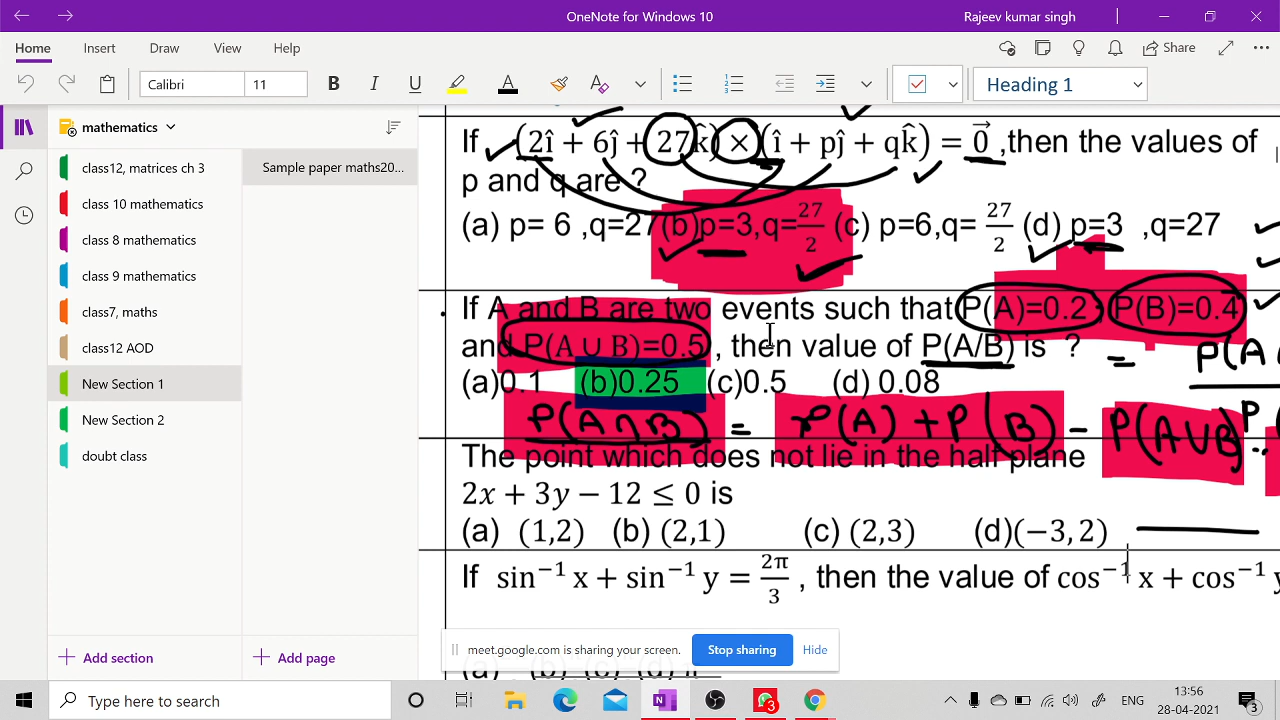 OneNote for Windows 10
Rajeev kumar singh
Home Insert Draw View Help
Share
Calibri 11 B I U A Heading 1
mathematics
class12, matrices ch 3
class 10 mathematics
class 8 mathematics
class 9 mathematics
class7, maths
class12 AOD
New Section 1
New Section 2
doubt class
Add section
Sample paper maths20...
Add page
If (2î + 6ĵ + 27k̂) × (î + pĵ + qk̂) = 0⃗ ,then the values of
p and q are ?
(a) p= 6 ,q=27(b)p=3,q=27/2 (c) p=6,q= 27/2 (d) p=3 ,q=27
If A and B are two events such that P(A)=0.2 , P(B)=0.4
and P(A ∪ B)=0.5 , then value of P(A/B) is ? = P(A
(a)0.1 (b)0.25 (c)0.5 (d) 0.08
P(A∩B) = P(A) + P(B) - P(A∪B)
The point which does not lie in the half plane
2x + 3y − 12 ≤ 0 is
(a) (1,2) (b) (2,1) (c) (2,3) (d)(−3, 2)
If sin⁻¹ x + sin⁻¹ y = 2π/3 , then the value of cos⁻¹ x + cos⁻¹ y
meet.google.com is sharing your screen. Stop sharing Hide
Type here to search
3
ENG
13:56
28-04-2021
3